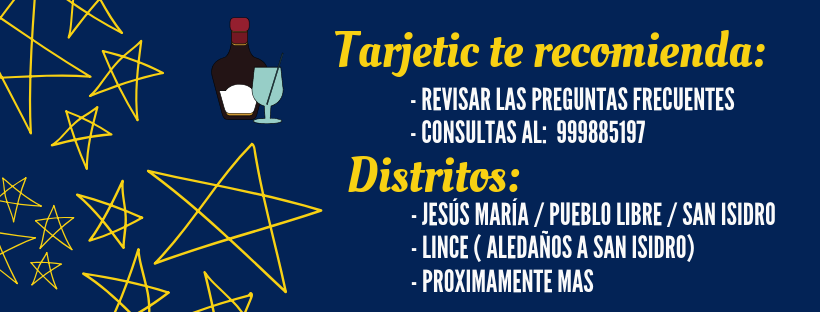 Tarjetic te recomienda:
- REVISAR LAS PREGUNTAS FRECUENTES
- CONSULTAS AL: 999885197
Distritos:
- JESÚS MARÍA / PUEBLO LIBRE / SAN ISIDRO
- LINCE ( ALEDAÑOS A SAN ISIDRO)
- PROXIMAMENTE MAS